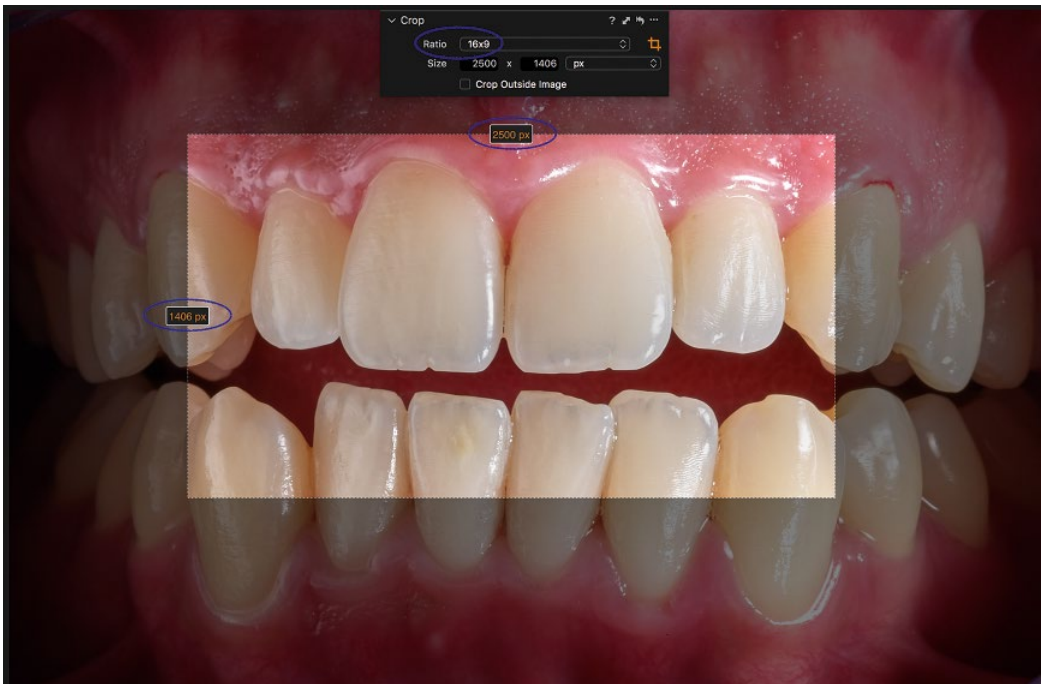 Crop ? ...
Ratio 16x9
Size 2500 x 1406 px
Crop Outside Image
2500 px
1406 px